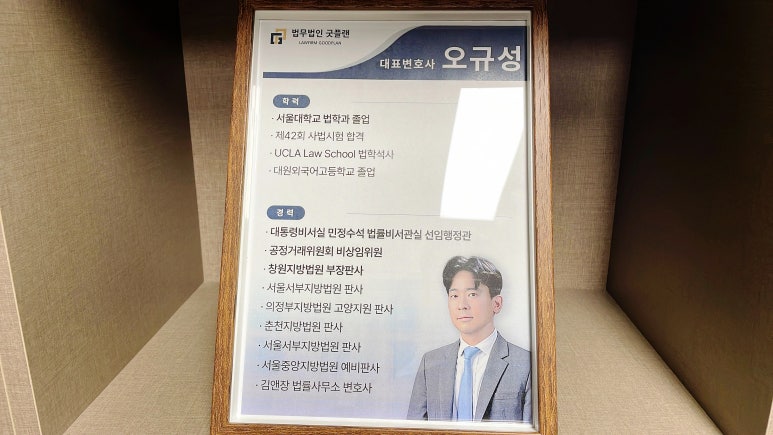 법무법인 굿플랜
LAWFIRM GOODPLAN
대표변호사 오규성
학 력
· 서울대학교 법학과 졸업
· 제42회 사법시험 합격
· UCLA Law School 법학석사
· 대원외국어고등학교 졸업
경 력
· 대통령비서실 민정수석 법률비서관실 선임행정관
· 공정거래위원회 비상임위원
· 창원지방법원 부장판사
· 서울서부지방법원 판사
· 의정부지방법원 고양지원 판사
· 춘천지방법원 판사
· 서울서부지방법원 판사
· 서울중앙지방법원 예비판사
· 김앤장 법률사무소 변호사